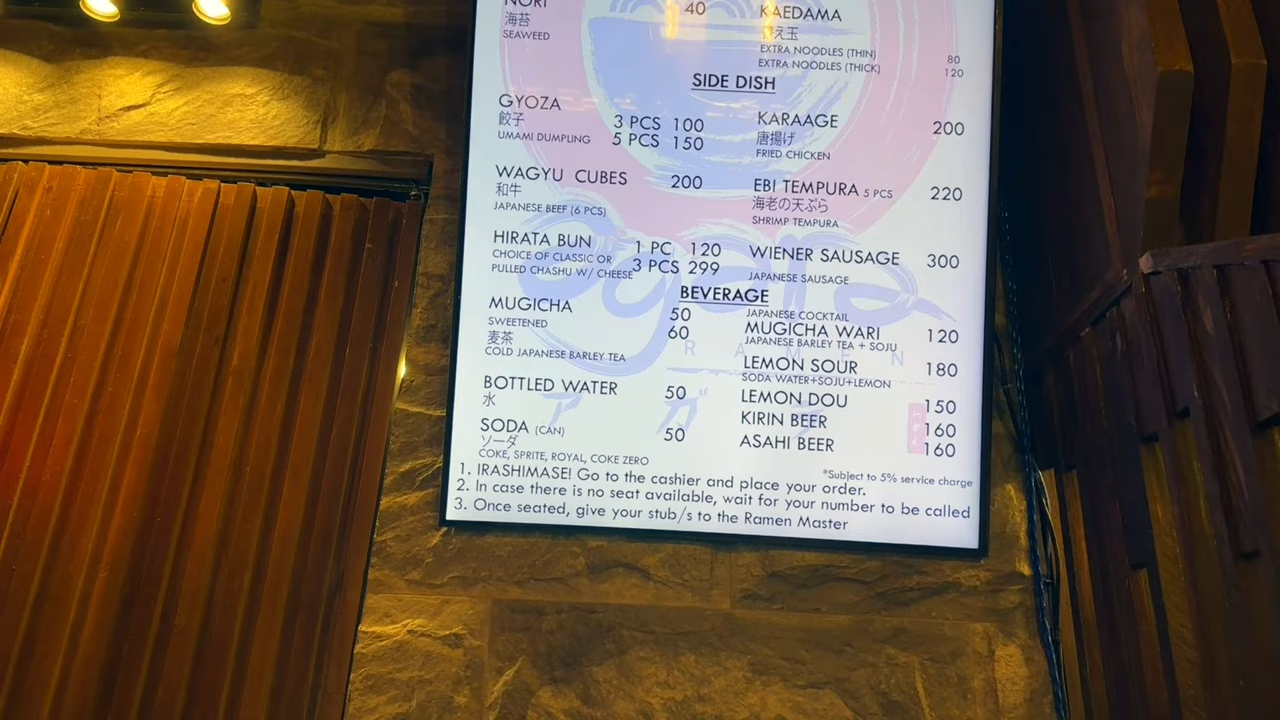 NORI 40
海苔
SEAWEED
KAEDAMA
替え玉
EXTRA NOODLES (THIN) 80
EXTRA NOODLES (THICK) 120
SIDE DISH
GYOZA
餃子 3 PCS 100
UMAMI DUMPLING 5 PCS 150
KARAAGE 200
唐揚げ
FRIED CHICKEN
WAGYU CUBES 200
和牛
JAPANESE BEEF (6 PCS)
EBI TEMPURA 5 PCS 220
海老の天ぷら
SHRIMP TEMPURA
HIRATA BUN 1 PC 120
CHOICE OF CLASSIC OR
PULLED CHASHU W/ CHEESE 3 PCS 299
WIENER SAUSAGE 300
JAPANESE SAUSAGE
BEVERAGE
MUGICHA 50
SWEETENED 60
麦茶
COLD JAPANESE BARLEY TEA
BOTTLED WATER 50
水
SODA (CAN) 50
ソーダ
COKE, SPRITE, ROYAL, COKE ZERO
JAPANESE COCKTAIL
MUGICHA WARI 120
JAPANESE BARLEY TEA + SOJU
LEMON SOUR 180
SODA WATER+SOJU+LEMON
LEMON DOU 150
KIRIN BEER 160
ASAHI BEER 160
RAMEN
*Subject to 5% service charge
1. IRASHIMASE! Go to the cashier and place your order.
2. In case there is no seat available, wait for your number to be called
3. Once seated, give your stub/s to the Ramen Master